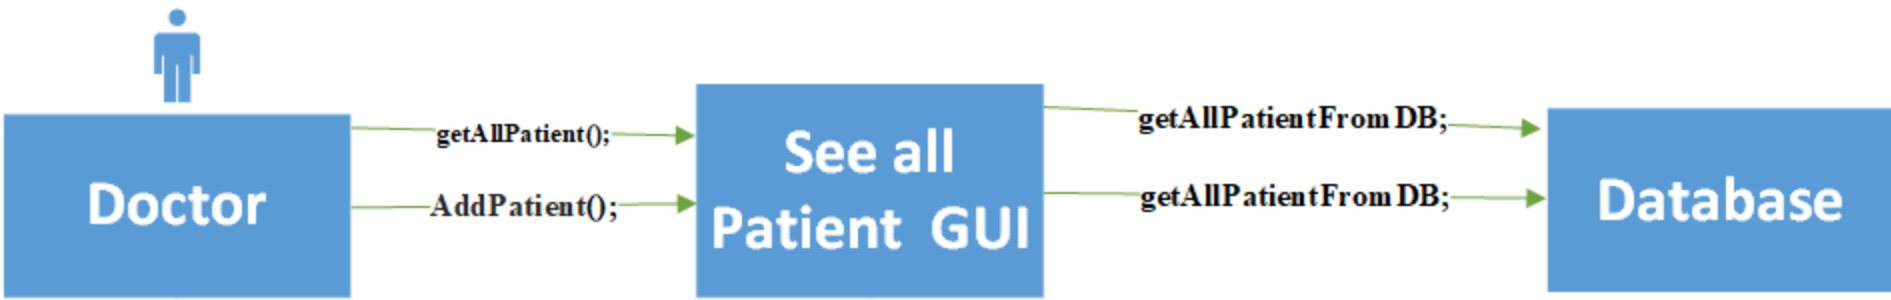 Doctor
getAllPatient();
AddPatient();
See all
Patient GUI
getAllPatientFrom DB;
getAllPatientFrom DB;
Database